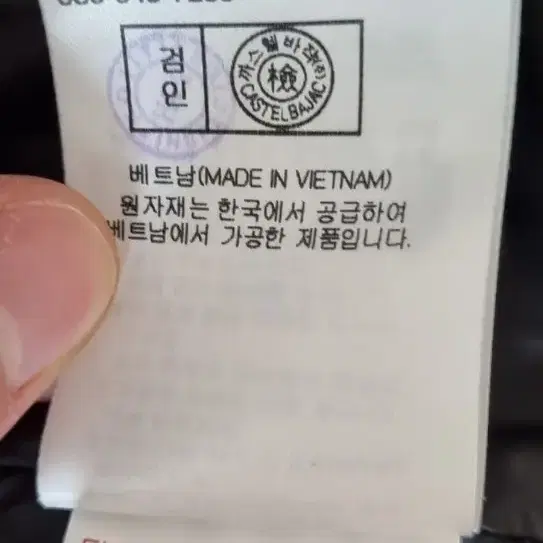 검인
까스텔바작(주)
檢
CASTELBAJAC
베트남(MADE IN VIETNAM)
원자재는 한국에서 공급하여
베트남에서 가공한 제품입니다.